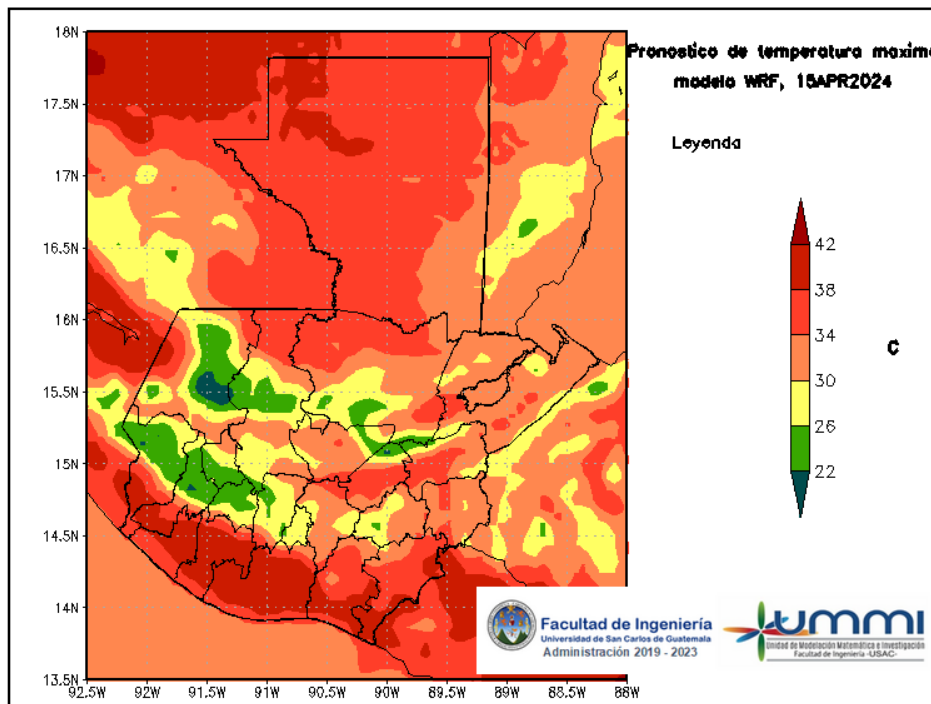 Pronostico de temperatura maxima
modelo WRF, 15APR2024
Leyenda
42
38
34
30
26
22
C
18N
17.5N
17N
16.5N
16N
15.5N
15N
14.5N
14N
13.5N
92.5W 92W 91.5W 91W 90.5W 90W 89.5W 89W 88.5W 88W
Facultad de Ingeniería
Universidad de San Carlos de Guatemala
Administración 2019 - 2023
ummi
Unidad de Modelación Matemática e Investigación
Facultad de Ingeniería -USAC-